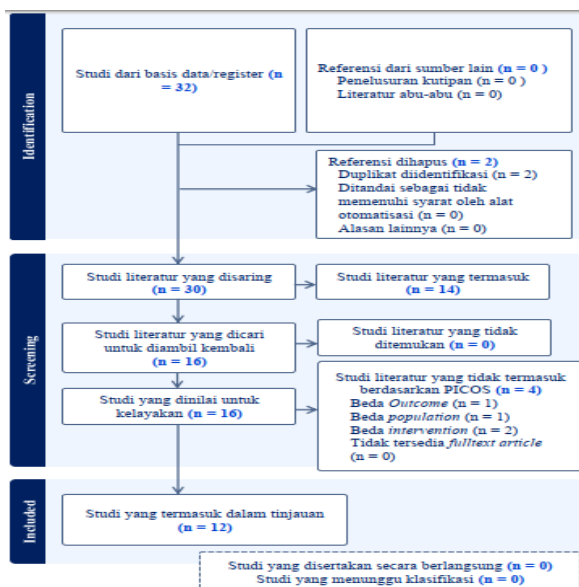 Identification
Studi dari basis data/register (n
= 32)
Referensi dari sumber lain (n = 0 )
Penelusuran kutipan (n = 0 )
Literatur abu-abu (n = 0)
Referensi dihapus (n = 2)
Duplikat diidentifikasi (n = 2)
Ditandai sebagai tidak
memenuhi syarat oleh alat
otomatisasi (n = 0)
Alasan lainnya (n = 0)
Screening
Studi literatur yang disaring
(n = 30)
Studi literatur yang termasuk
(n = 14)
Studi literatur yang dicari
untuk diambil kembali
(n = 16)
Studi literatur yang tidak
ditemukan (n = 0)
Studi yang dinilai untuk
kelayakan (n = 16)
Studi literatur yang tidak termasuk
berdasarkan PICOS (n = 4)
Beda Outcome (n = 1)
Beda population (n = 1)
Beda intervention (n = 2)
Tidak tersedia fulltext article
(n = 0)
Included
Studi yang termasuk dalam tinjauan
(n = 12)
Studi yang disertakan secara berlangsung (n = 0)
Studi yang menunggu klasifikasi (n = 0)